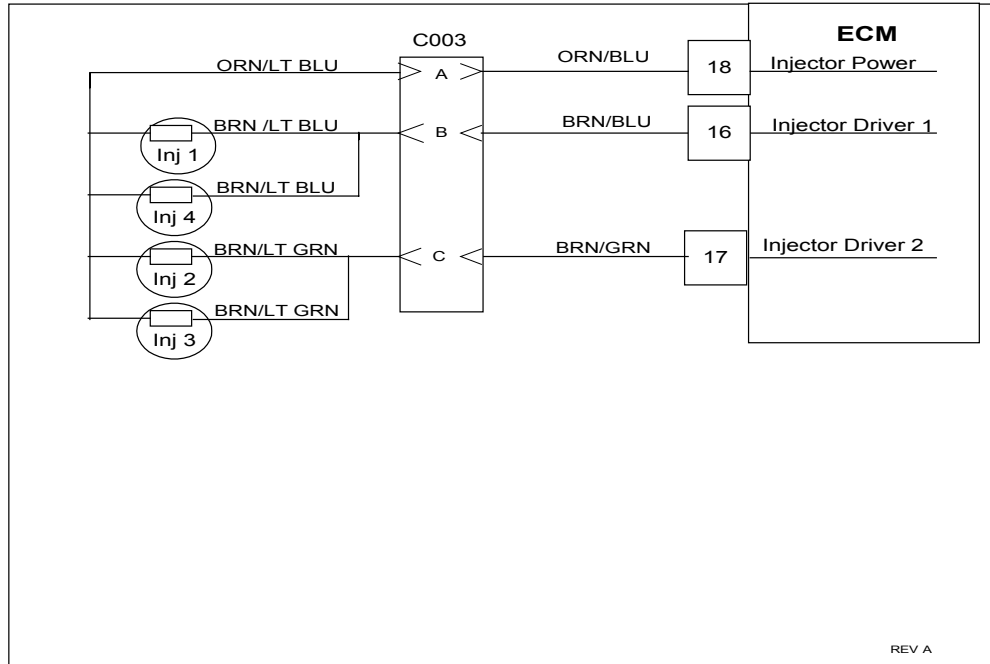 ECM
C003
ORN/LT BLU
A
ORN/BLU
18
Injector Power
BRN /LT BLU
B
BRN/BLU
16
Injector Driver 1
Inj 1
BRN/LT BLU
Inj 4
BRN/LT GRN
C
BRN/GRN
17
Injector Driver 2
Inj 2
BRN/LT GRN
Inj 3
REV A